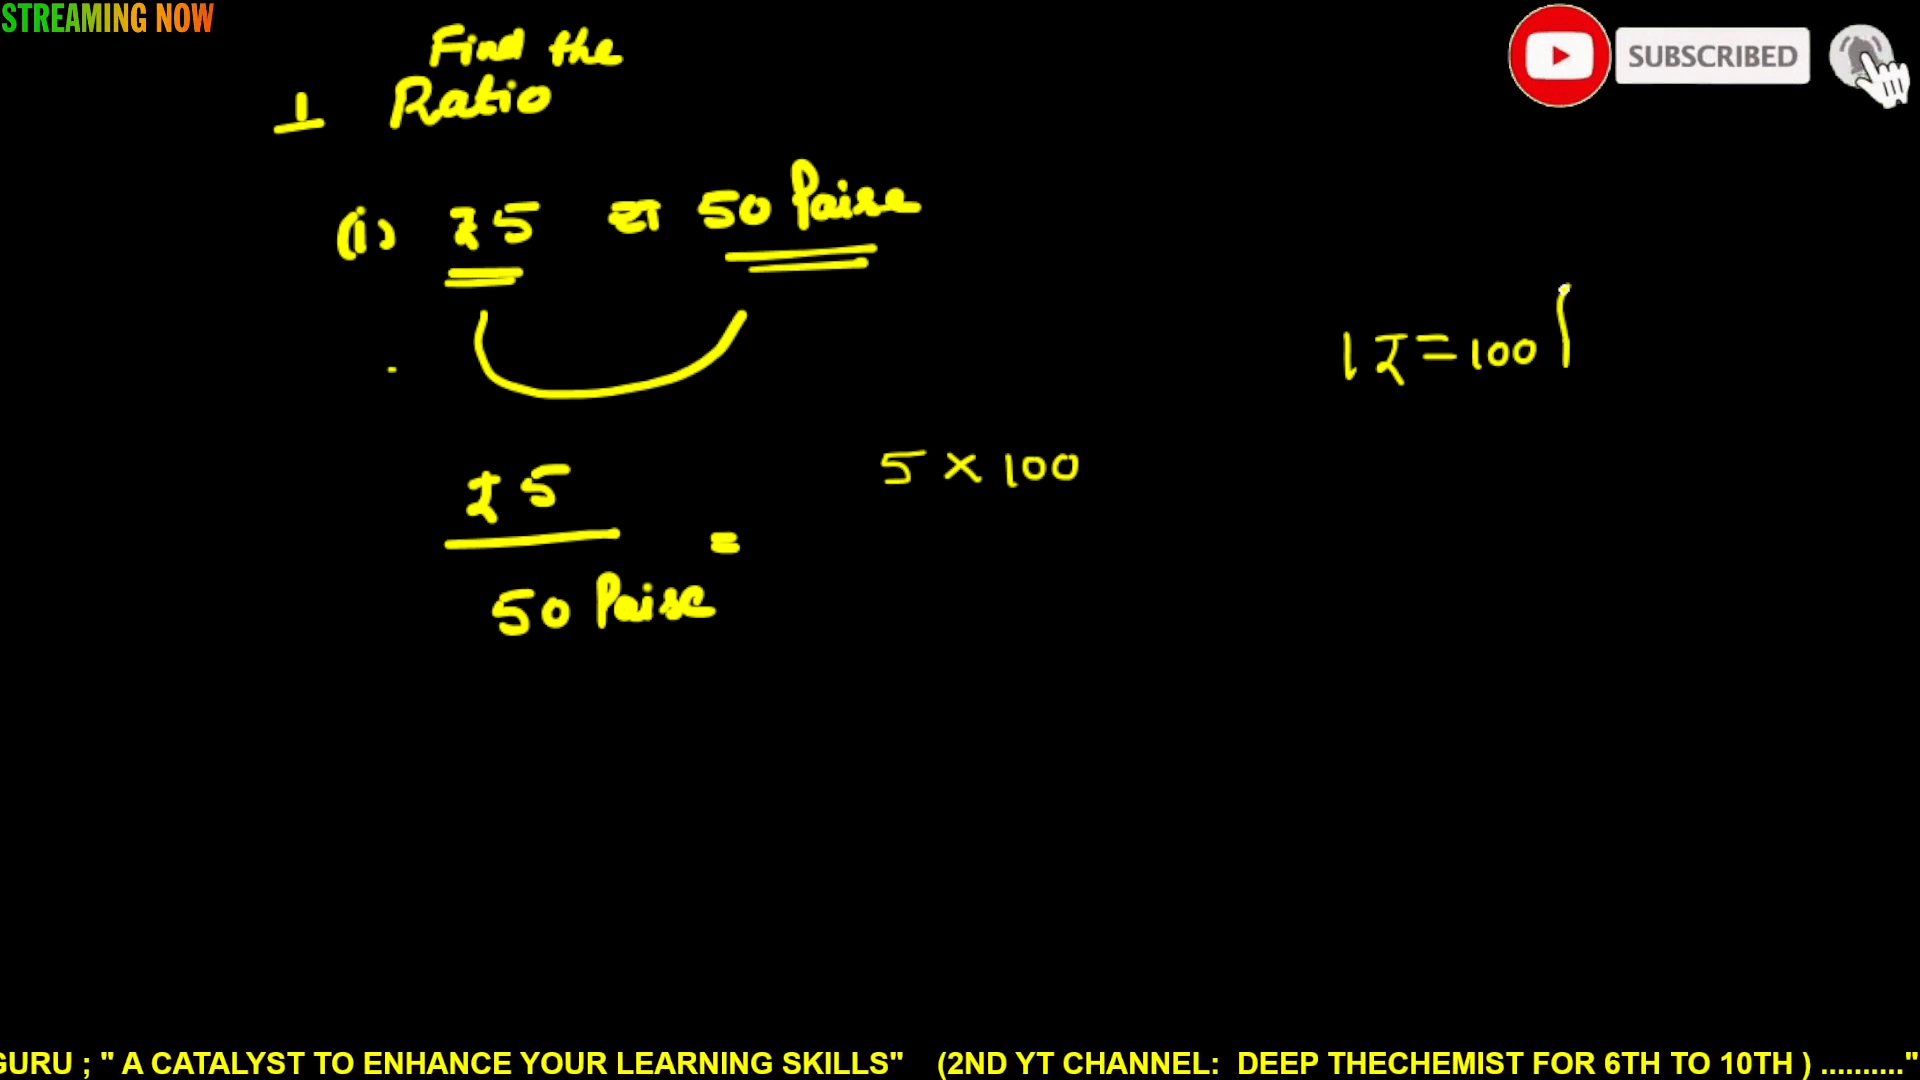 STREAMING NOW
SUBSCRIBED
Find the
1 Ratio
(i) ₹5 to 50 Paise
1₹=100
₹5
5×100
=
50 Paise
GURU ; " A CATALYST TO ENHANCE YOUR LEARNING SKILLS" (2ND YT CHANNEL: DEEP THECHEMIST FOR 6TH TO 10TH ) .........."